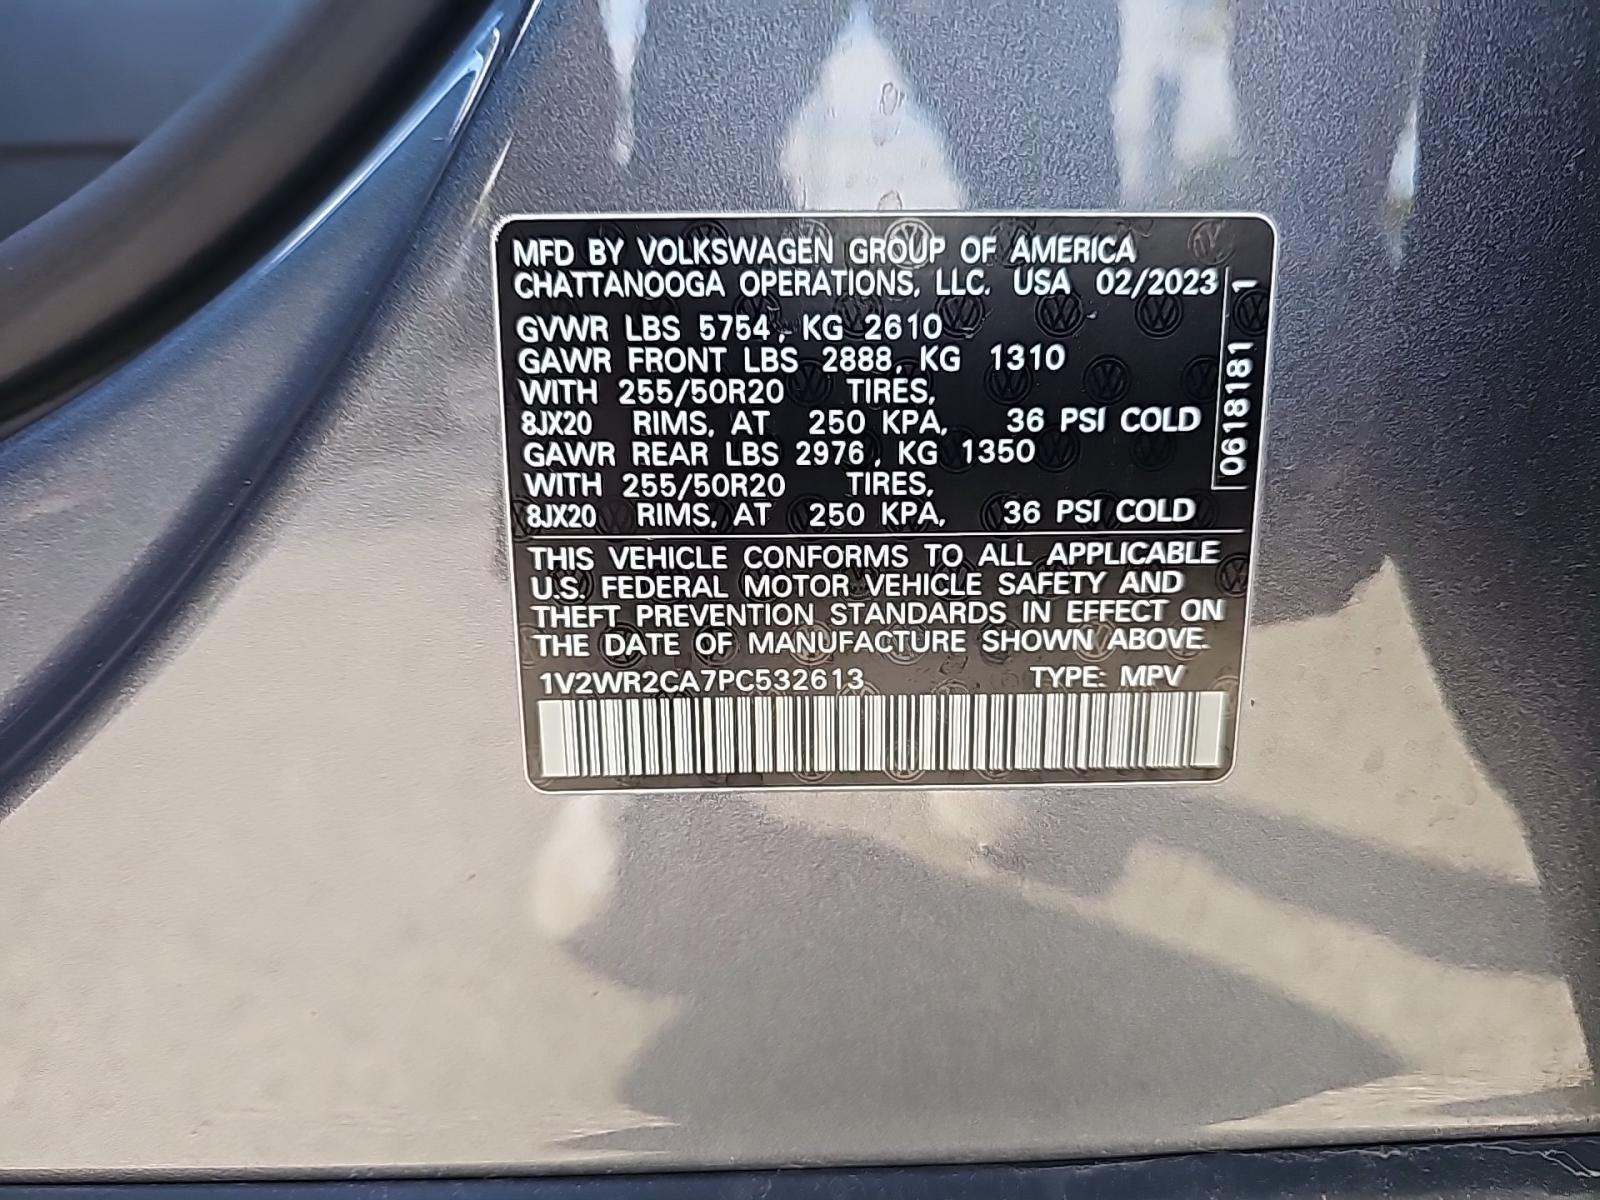 MFD BY VOLKSWAGEN GROUP OF AMERICA
CHATTANOOGA OPERATIONS, LLC. USA 02/2023
GVWR LBS 5754, KG 2610
GAWR FRONT LBS 2888, KG 1310
WITH 255/50R20 TIRES,
8JX20 RIMS, AT 250 KPA, 36 PSI COLD
GAWR REAR LBS 2976, KG 1350
WITH 255/50R20 TIRES,
8JX20 RIMS, AT 250 KPA, 36 PSI COLD
0618181 1
THIS VEHICLE CONFORMS TO ALL APPLICABLE
U.S. FEDERAL MOTOR VEHICLE SAFETY AND
THEFT PREVENTION STANDARDS IN EFFECT ON
THE DATE OF MANUFACTURE SHOWN ABOVE.
1V2WR2CA7PC532613 TYPE: MPV